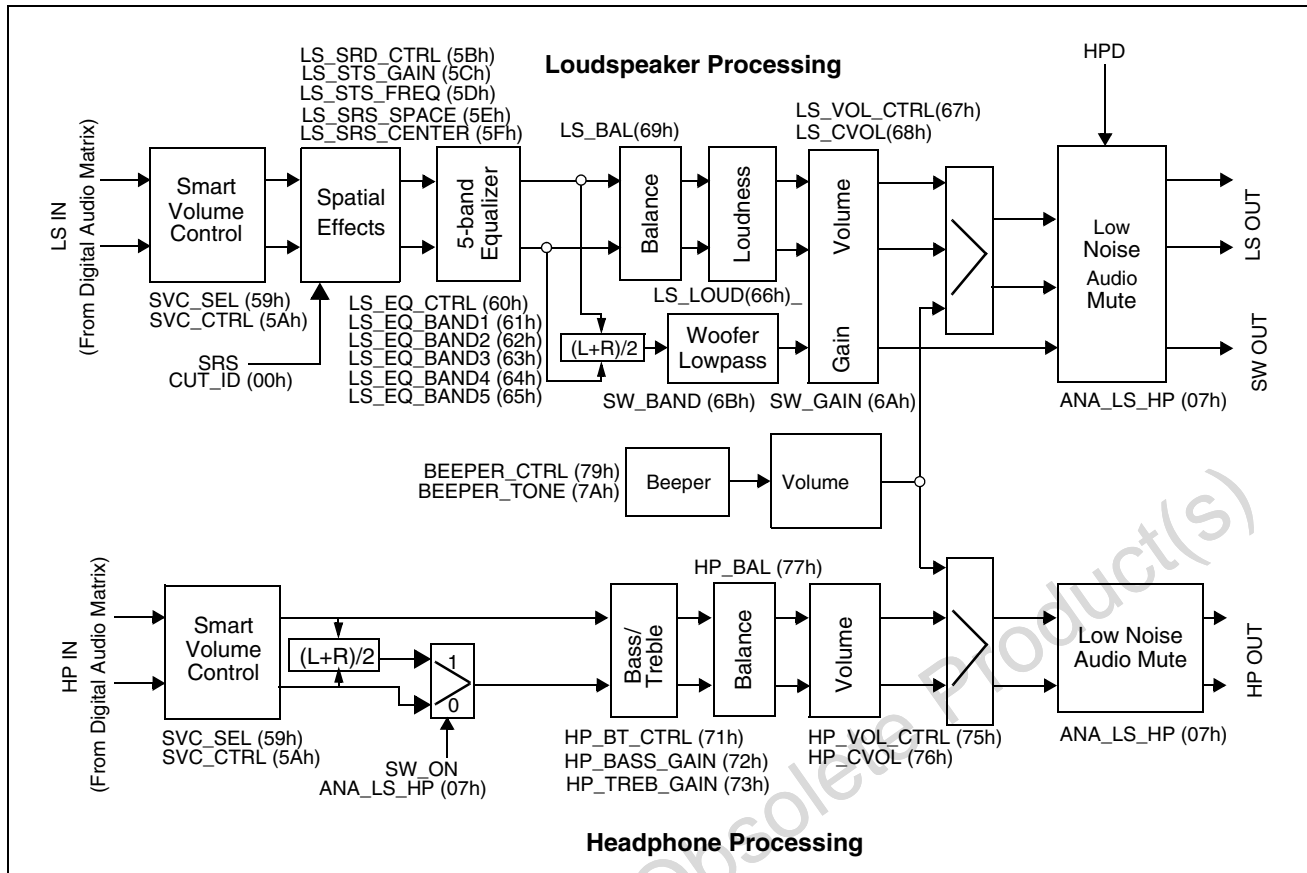 LS_SRD_CTRL (5Bh)
LS_STS_GAIN (5Ch)
LS_STS_FREQ (5Dh)
LS_SRS_SPACE (5Eh)
LS_SRS_CENTER (5Fh)
Loudspeaker Processing
HPD
LS_BAL(69h)
LS_VOL_CTRL(67h)
LS_CVOL(68h)
LS IN
(From Digital Audio Matrix)
Smart
Volume
Control
Spatial
Effects
5-band
Equalizer
Balance
Loudness
Volume
Gain
Low
Noise
Audio
Mute
LS OUT
SW OUT
SVC_SEL (59h)
SVC_CTRL (5Ah)
SRS
CUT_ID (00h)
LS_EQ_CTRL (60h)
LS_EQ_BAND1 (61h)
LS_EQ_BAND2 (62h)
LS_EQ_BAND3 (63h)
LS_EQ_BAND4 (64h)
LS_EQ_BAND5 (65h)
LS_LOUD(66h)_
(L+R)/2
Woofer
Lowpass
SW_BAND (6Bh)
SW_GAIN (6Ah)
ANA_LS_HP (07h)
BEEPER_CTRL (79h)
BEEPER_TONE (7Ah)
Beeper
Volume
HP IN
(From Digital Audio Matrix)
Smart
Volume
Control
(L+R)/2
1
0
Bass/
Treble
HP_BAL (77h)
Balance
Volume
Low Noise
Audio Mute
HP OUT
SVC_SEL (59h)
SVC_CTRL (5Ah)
SW_ON
ANA_LS_HP (07h)
HP_BT_CTRL (71h)
HP_BASS_GAIN (72h)
HP_TREB_GAIN (73h)
HP_VOL_CTRL (75h)
HP_CVOL (76h)
ANA_LS_HP (07h)
Headphone Processing
Obsolete Product(s)